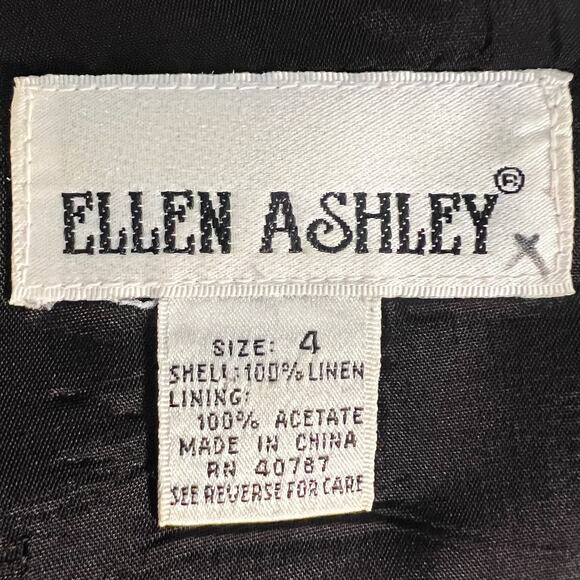 ELLEN ASHLEY®
X
SIZE: 4
SHELL: 100% LINEN
LINING:
100% ACETATE
MADE IN CHINA
RN 40787
SEE REVERSE FOR CARE